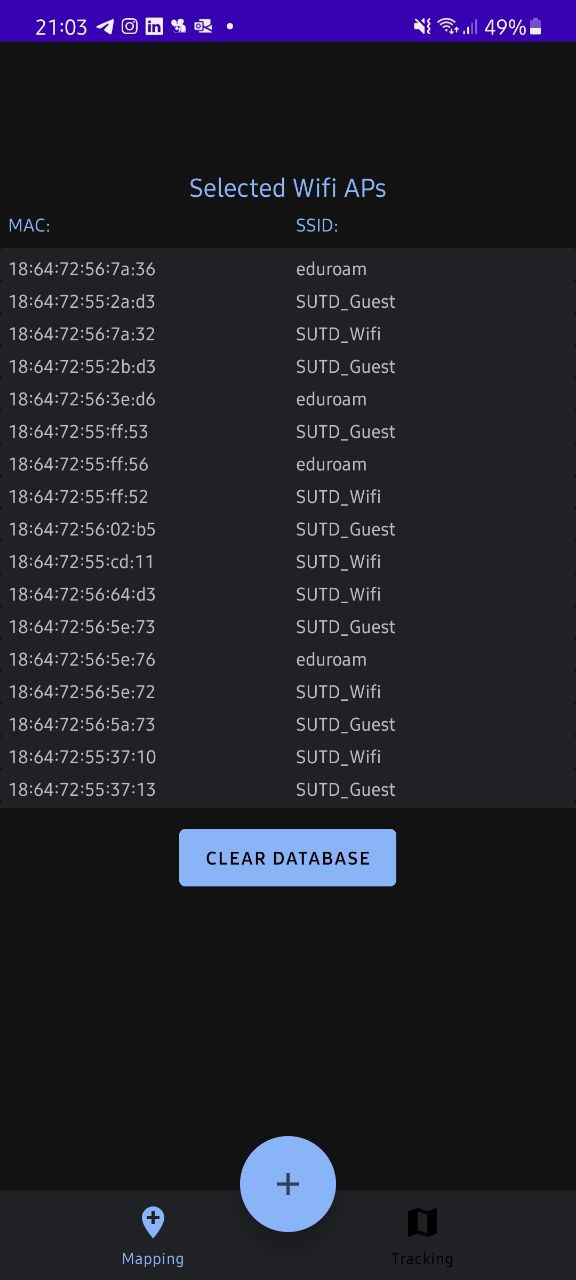 21:03 49%
Selected Wifi APs
MAC: SSID:
18:64:72:56:7a:36 eduroam
18:64:72:55:2a:d3 SUTD_Guest
18:64:72:56:7a:32 SUTD_Wifi
18:64:72:55:2b:d3 SUTD_Guest
18:64:72:56:3e:d6 eduroam
18:64:72:55:ff:53 SUTD_Guest
18:64:72:55:ff:56 eduroam
18:64:72:55:ff:52 SUTD_Wifi
18:64:72:56:02:b5 SUTD_Guest
18:64:72:55:cd:11 SUTD_Wifi
18:64:72:56:64:d3 SUTD_Wifi
18:64:72:56:5e:73 SUTD_Guest
18:64:72:56:5e:76 eduroam
18:64:72:56:5e:72 SUTD_Wifi
18:64:72:56:5a:73 SUTD_Guest
18:64:72:55:37:10 SUTD_Wifi
18:64:72:55:37:13 SUTD_Guest
CLEAR DATABASE
+
Mapping Tracking